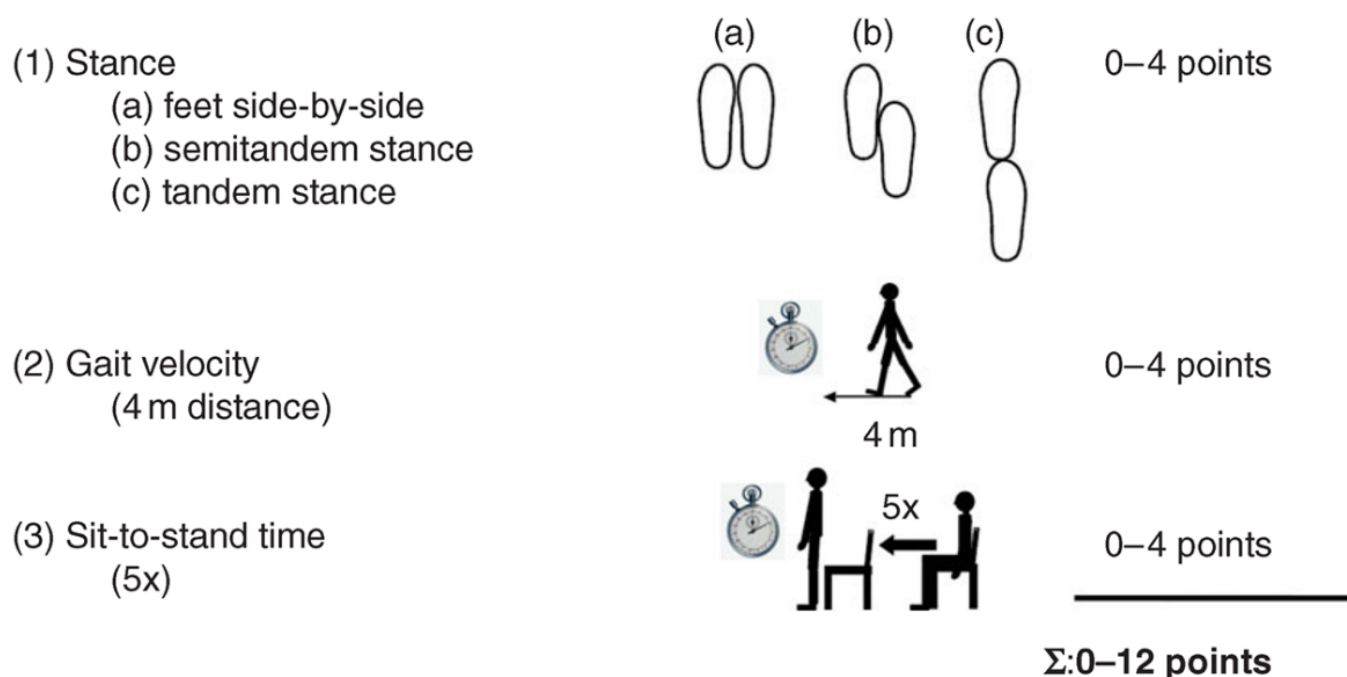 (a) (b) (c)
(1) Stance 0–4 points
(a) feet side-by-side
(b) semitandem stance
(c) tandem stance
(2) Gait velocity 0–4 points
(4 m distance)
4 m
5x
(3) Sit-to-stand time 0–4 points
(5x)
Σ:0–12 points